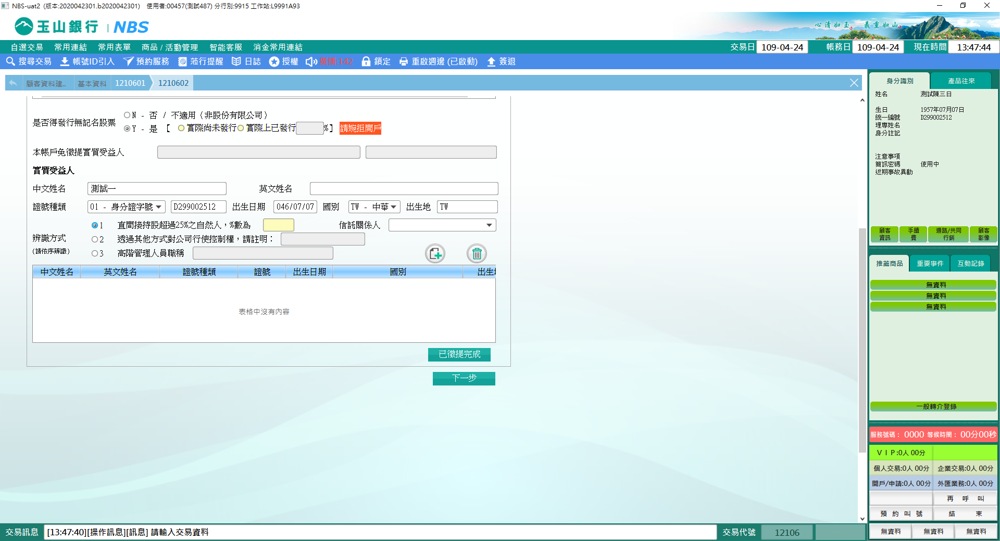 NBS-uat2 (版本:2020042301.b2020042301) 使用者:00457(測試487) 分行別:9915 工作站:L9991A93
玉山銀行 | NBS
心清如玉。 義重如山。
自選交易 常用連結 常用表單 商品 / 活動管理 智能客服 消金常用連結 交易日 109-04-24 帳務日 109-04-24 現在時間 13:47:44
搜尋交易 帳號ID引入 預約服務 蒞行提醒 日誌 授權 廣播:142 鎖定 重啟週邊 (已啟動) 簽退
顧客資料建.. 基本資料 1210601 1210602
是否得發行無記名股票
N - 否 / 不適用（非股份有限公司）
Y - 是 【 實際尚未發行 實際上已發行 %】 請婉拒開戶
本帳戶免徵提實質受益人
實質受益人
中文姓名 測試一 英文姓名
證號種類 01 - 身分證字號 D299002512 出生日期 046/07/07 國別 TW - 中華 出生地 TW
辨識方式
(請依序辨識)
1 直間接持股超過25%之自然人，%數為 信託關係人
2 透過其他方式對公司行使控制權，請註明：
3 高階管理人員職稱
中文姓名 英文姓名 證號種類 證號 出生日期 國別 出生
表格中沒有內容
已徵提完成
下一步
身分識別 產品往來
姓名 測試陳三日
生日 1957年07月07日
統一編號 D299002512
理專姓名
身分註記
注意事項
簡訊密碼 使用中
近期事故異動
顧客資訊 手續費 通路/共同行銷 顧客影像
推薦商品 重要事件 互動記錄
無資料
無資料
無資料
一般轉介登錄
服務號碼： 0000 等候時間： 00分00秒
ＶＩＰ:0人 00分
個人交易:0人 00分 企業交易:0人 00分
開戶/申請:0人 00分 外匯業務:0人 00分
再 呼 叫
預 約 叫 號 結 束
無資料 無資料 無資料
交易訊息 [13:47:40][操作訊息][訊息] 請輸入交易資料 交易代號 12106